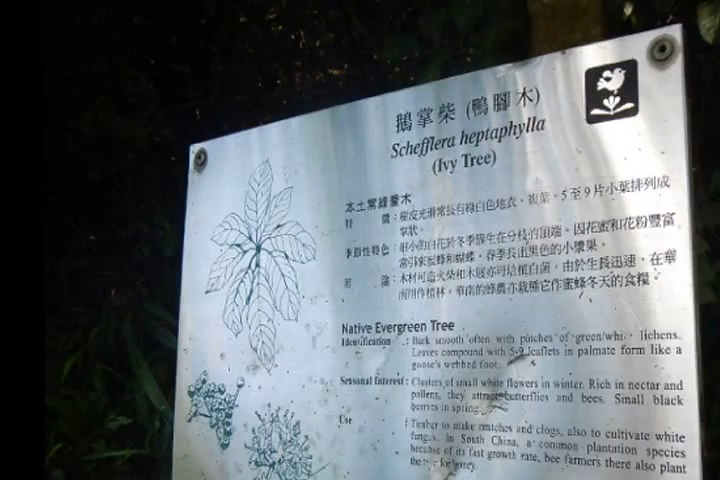 鵝掌柴 (鴨腳木)
Schefflera heptaphylla
(Ivy Tree)
本土常綠喬木
特 徵：樹皮光滑常長有綠白色地衣。複葉，5至9片小葉排列成
掌狀。
季節性特色：細小的白花於冬季簇生在分枝的頂端。因花蜜和花粉豐富
常引來蜜蜂和蝴蝶。春季長出黑色的小漿果。
木材可造火柴和木屐亦可培植白菌。由於生長迅速，在華
南用作植林。華南的蜂農亦栽種它作蜜蜂冬天的食糧。
Native Evergreen Tree
Identification : Bark smooth often with patches of green/white lichens.
Leaves compound with 5-9 leaflets in palmate form like a
goose's webbed foot.
Seasonal Interest : Clusters of small white flowers in winter. Rich in nectar and
pollens, they attract butterflies and bees. Small black
berries in spring.
Use : Timber to make matches and clogs, also to cultivate white
fungus. In South China, a common plantation species
because of its fast growth rate, bee farmers there also plant
the tree for honey.